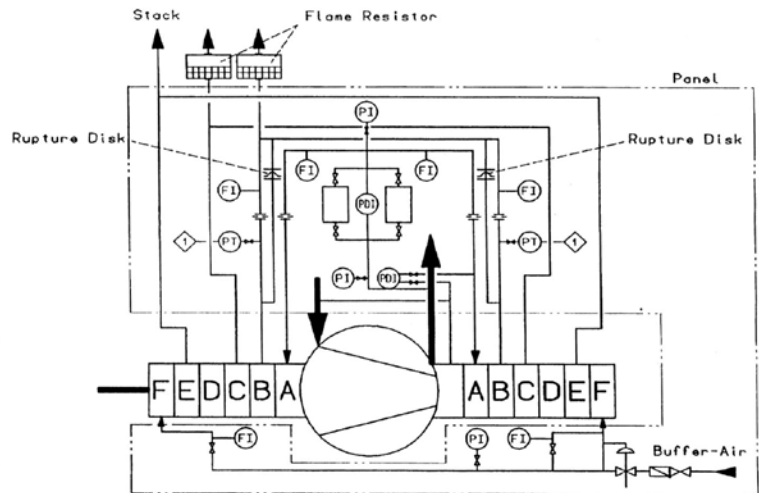 Stack
Flame Resistor
Panel
PI
Rupture Disk
Rupture Disk
FI
FI
FI
PDI
FI
1
PT
PT
1
PI
PDI
F E D C B A
A B C D E F
FI
PI
FI
Buffer-Air